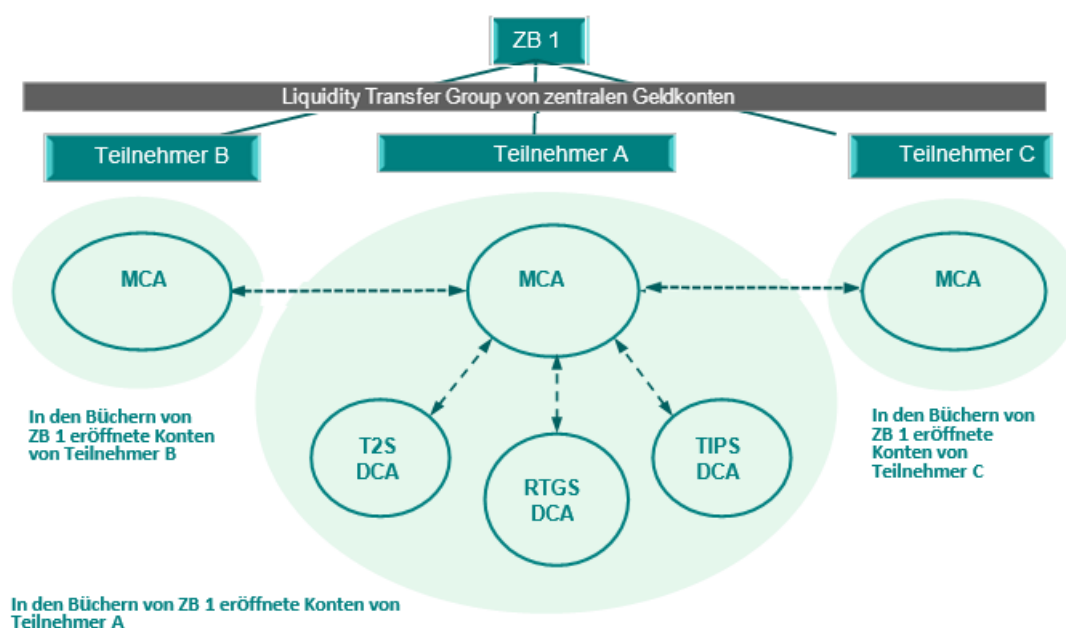 ZB 1
Liquidity Transfer Group von zentralen Geldkonten
Teilnehmer B
Teilnehmer A
Teilnehmer C
MCA
MCA
MCA
In den Büchern von
ZB 1 eröffnete Konten
von Teilnehmer B
T2S
DCA
RTGS
DCA
TIPS
DCA
In den Büchern von
ZB 1 eröffnete
Konten von
Teilnehmer C
In den Büchern von ZB 1 eröffnete Konten von
Teilnehmer A